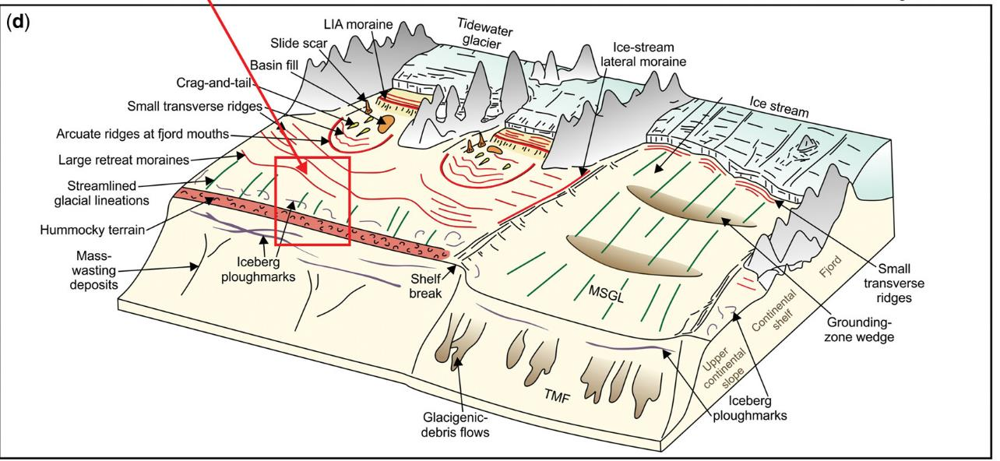 (d)
LIA moraine
Tidewater
glacier
Slide scar
Ice-stream
lateral moraine
Basin fill
Crag-and-tail
Small transverse ridges
Ice stream
Arcuate ridges at fjord mouths
Large retreat moraines
Streamlined
glacial lineations
Hummocky terrain
Mass-
wasting
deposits
Iceberg
ploughmarks
Shelf
break
MSGL
Fjord
Small
transverse
ridges
Continental
shelf
Grounding-
zone wedge
Upper
continental
slope
TMF
Iceberg
ploughmarks
Glacigenic-
debris flows